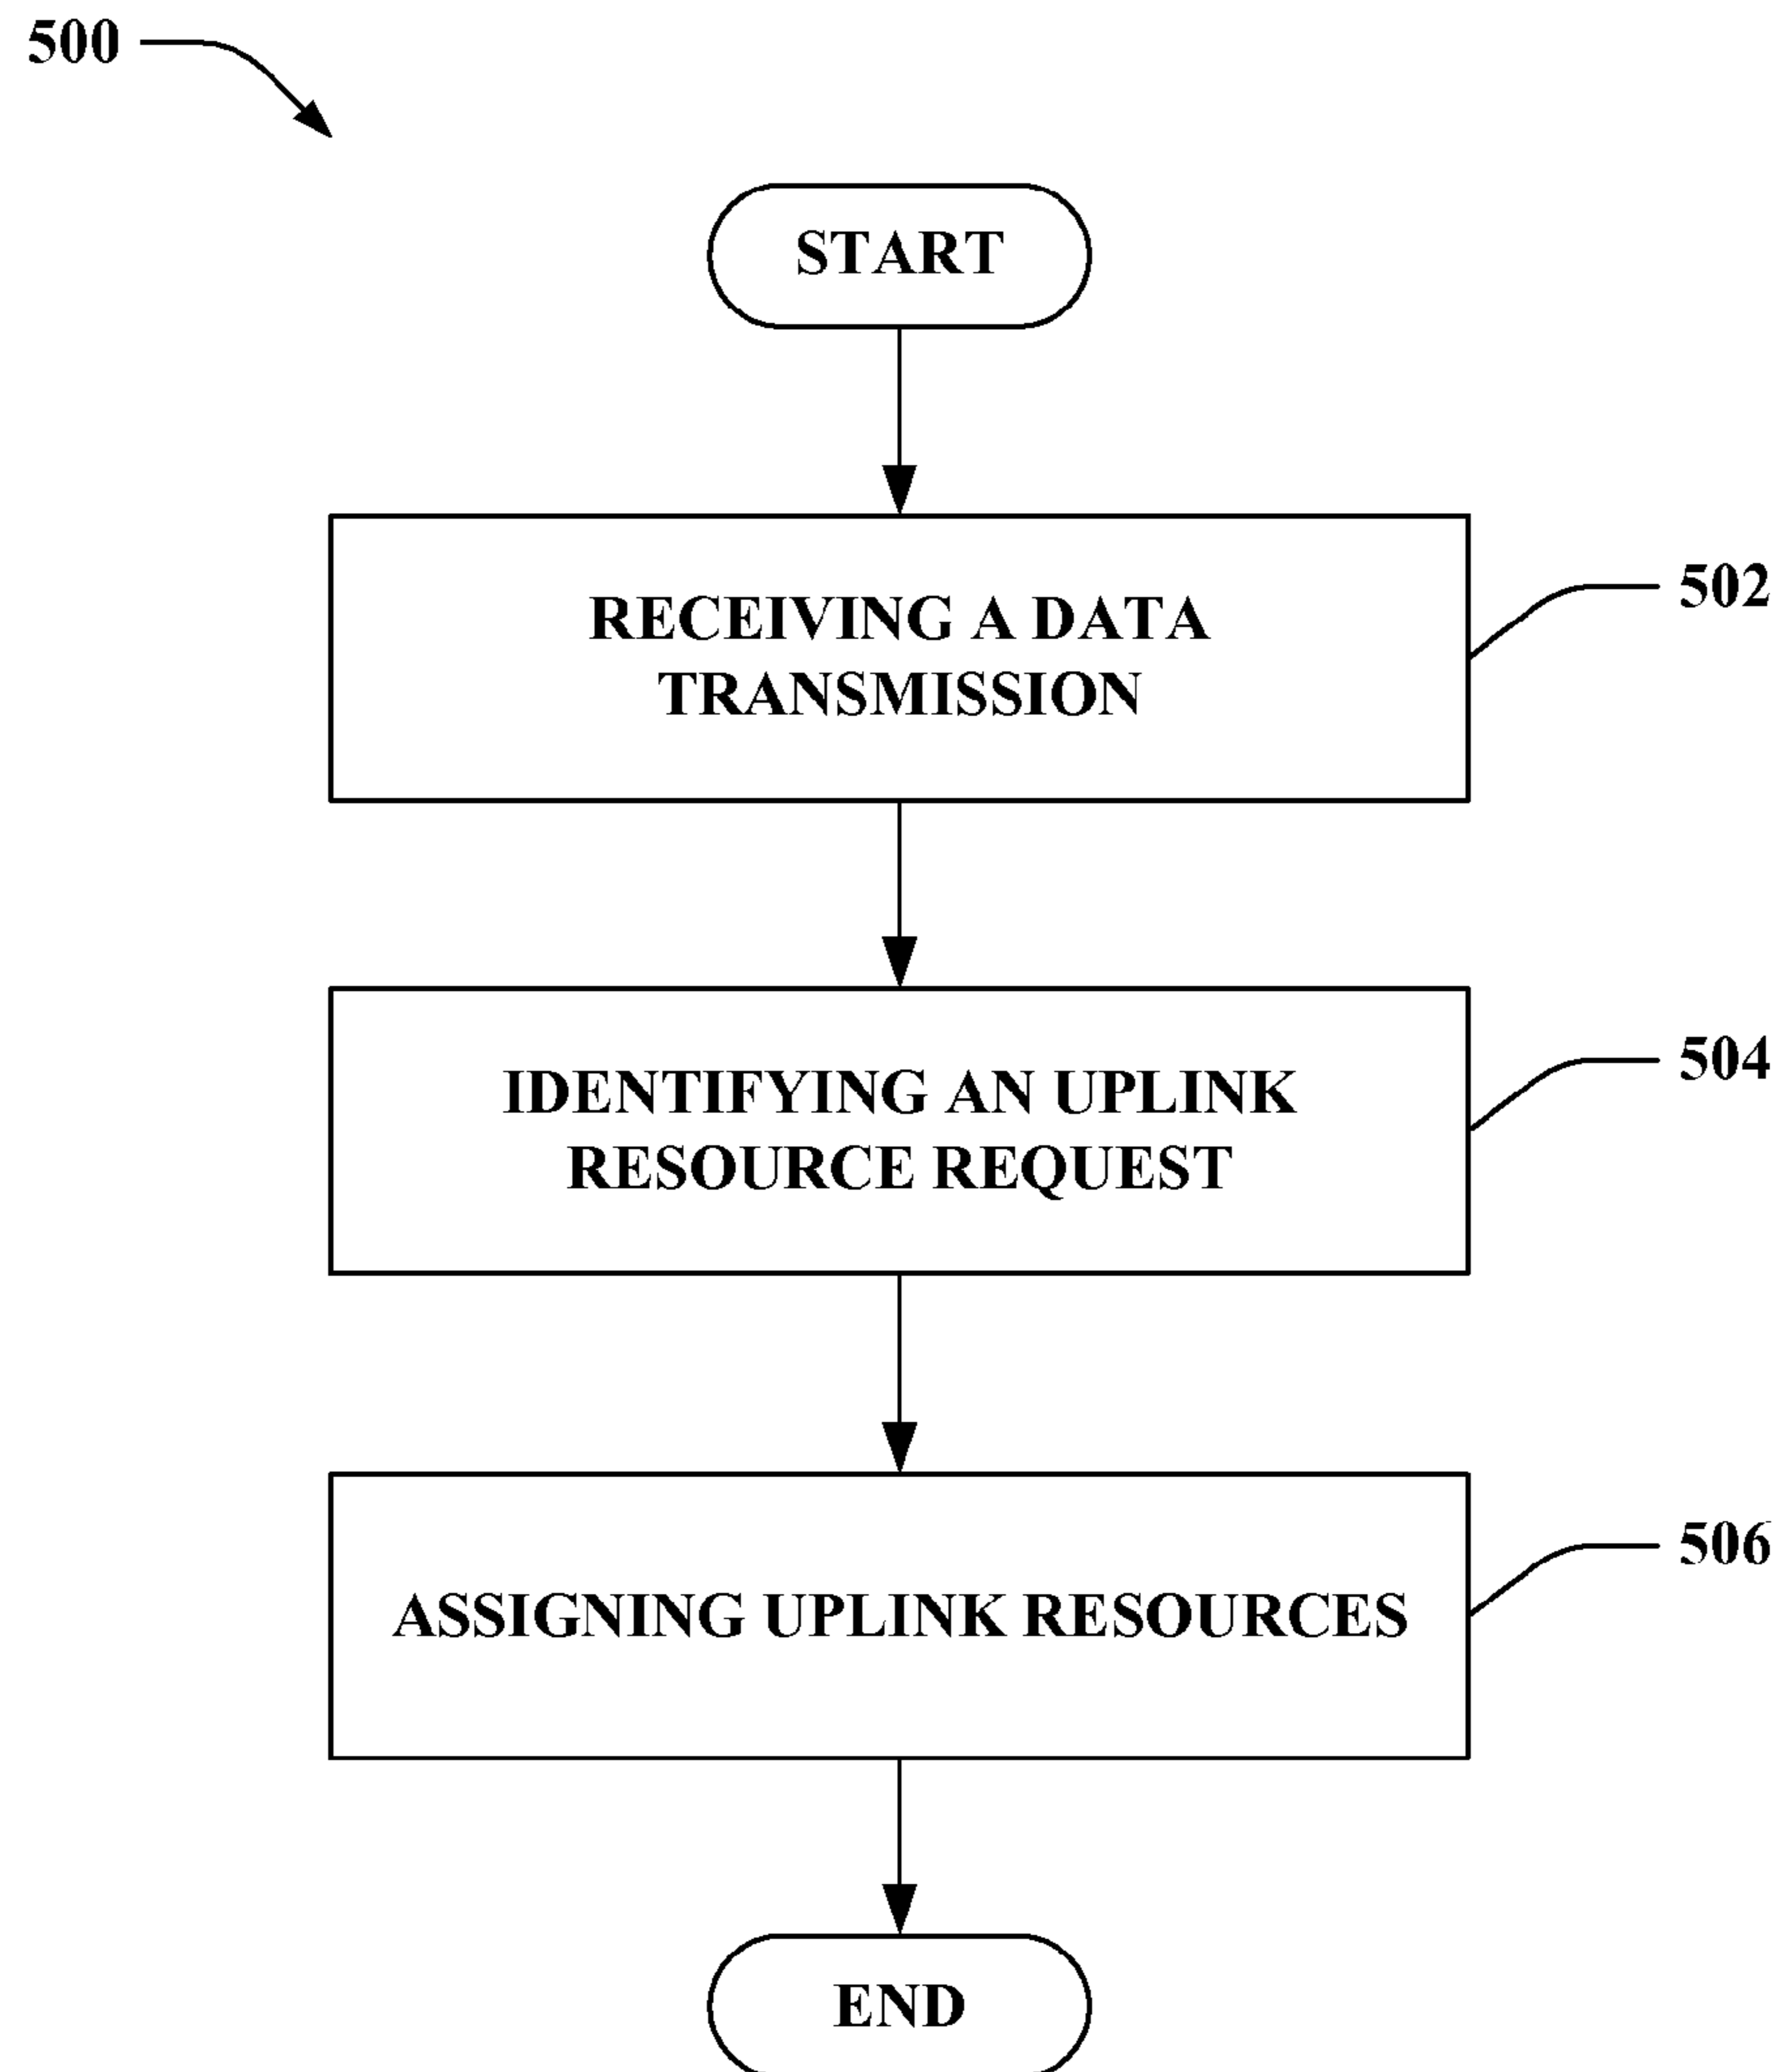 500
START
RECEIVING A DATA
TRANSMISSION
502
IDENTIFYING AN UPLINK
RESOURCE REQUEST
504
ASSIGNING UPLINK RESOURCES
506
END